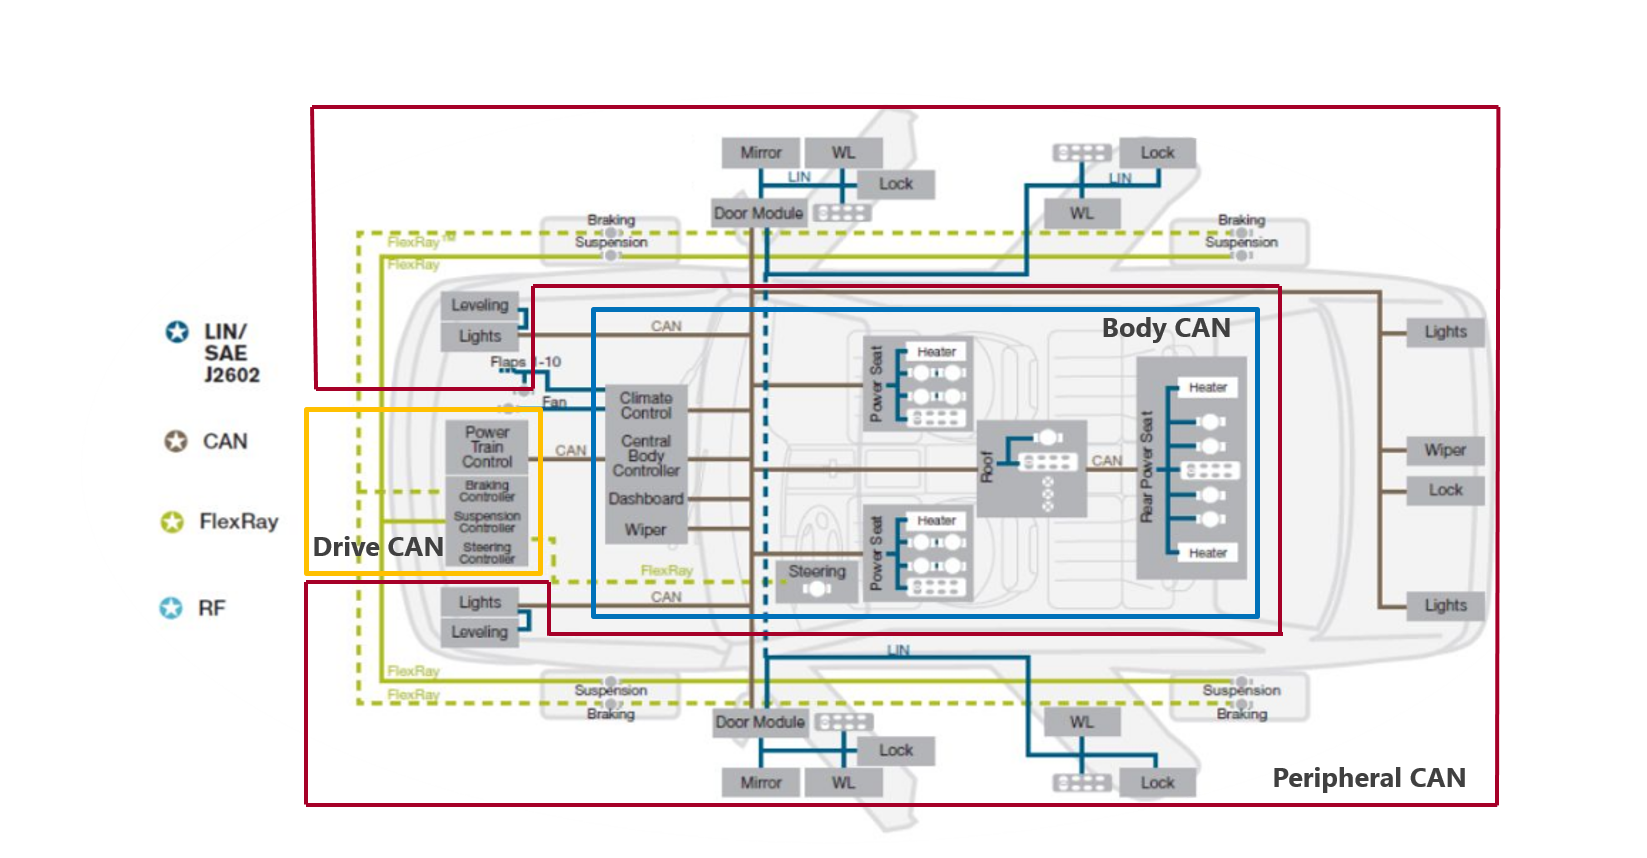 LIN/
SAE
J2602
CAN
FlexRay
RF
Mirror
WL
LIN
Lock
Door Module
Lock
LIN
WL
Braking
Suspension
FlexRay™
FlexRay
Braking
Suspension
Leveling
Lights
CAN
Flaps 1-10
Fan
Body CAN
Power Seat
Heater
Climate
Control
Central
Body
Controller
Dashboard
Wiper
Power
Train
Control
CAN
Braking
Controller
Suspension
Controller
Steering
Controller
Drive CAN
Roof
CAN
Rear Power Seat
Heater
Heater
Power Seat
Heater
Steering
FlexRay
CAN
Lights
Wiper
Lock
Lights
Lights
Leveling
FlexRay
FlexRay
Suspension
Braking
LIN
Suspension
Braking
Door Module
Lock
Mirror
WL
WL
Lock
Peripheral CAN